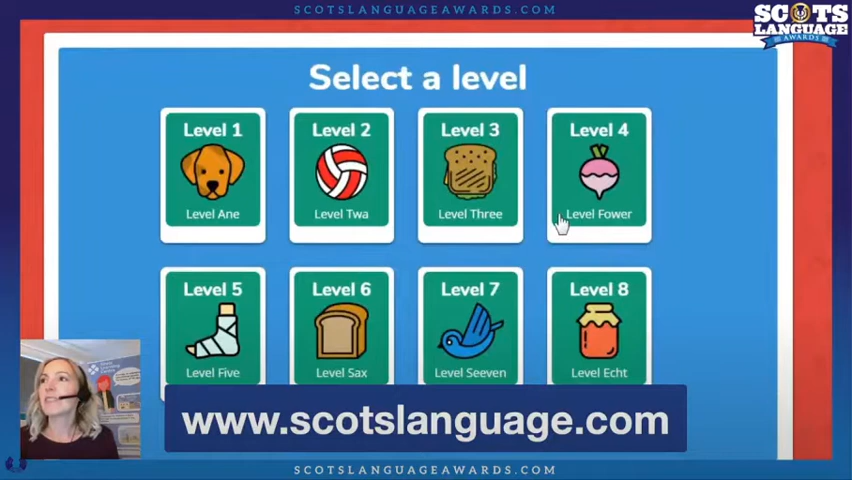 SCOTSLANGUAGEAWARDS.COM
SCOTS
LANGUAGE
AWARDS
Select a level
Level 1
Level Ane
Level 2
Level Twa
Level 3
Level Three
Level 4
Level Fower
Level 5
Level Five
Level 6
Level Sax
Level 7
Level Seeven
Level 8
Level Echt
www.scotslanguage.com
SCOTSLANGUAGEAWARDS.COM